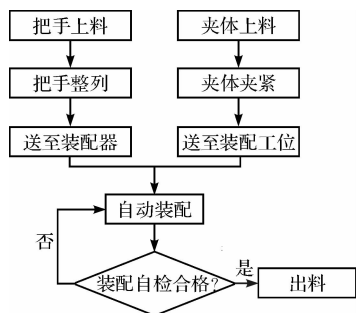 把手上料
夹体上料
把手整列
夹体夹紧
送至装配器
送至装配工位
自动装配
否
装配自检合格?
是
出料